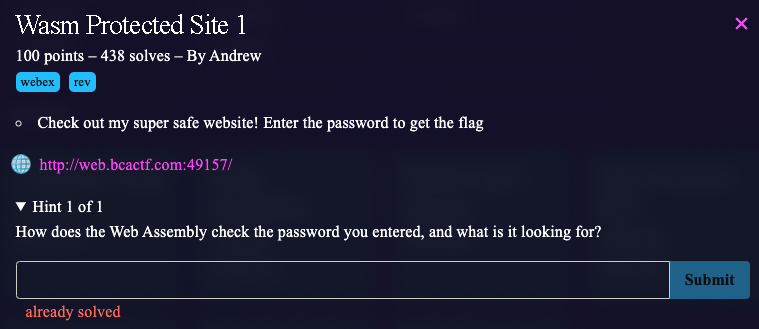 Wasm Protected Site 1
×
100 points – 438 solves – By Andrew
webex rev
Check out my super safe website! Enter the password to get the flag
http://web.bcactf.com:49157/
▼ Hint 1 of 1
How does the Web Assembly check the password you entered, and what is it looking for?
Submit
already solved